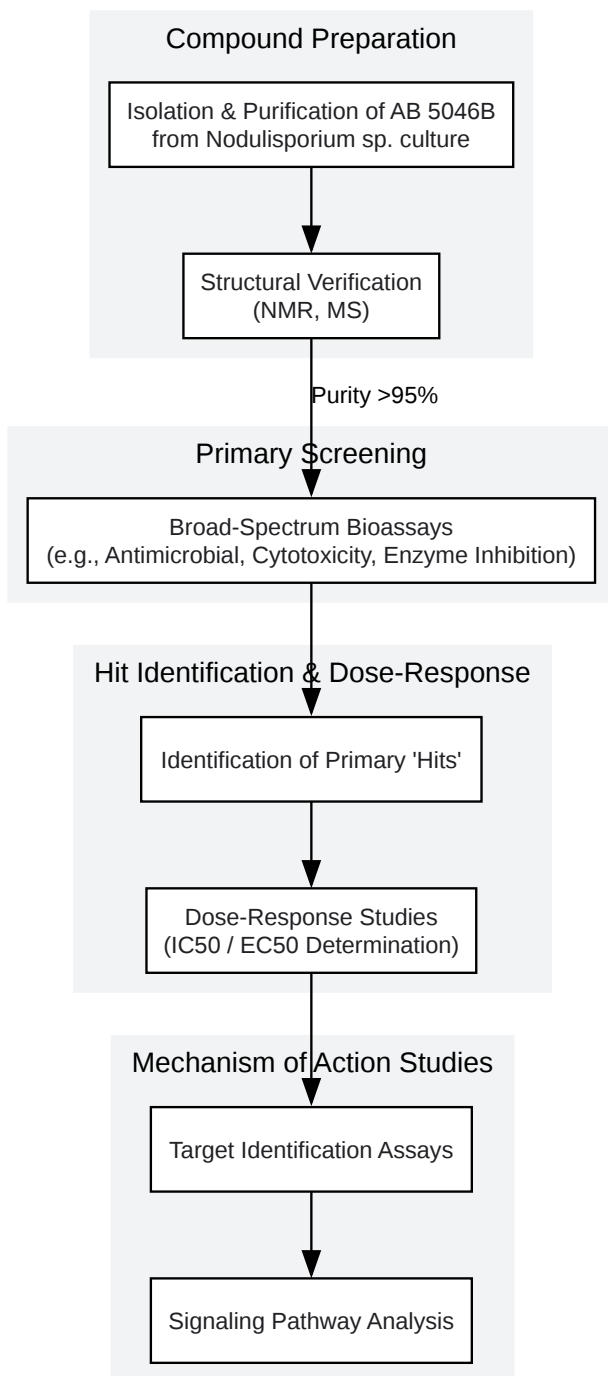 Compound Preparation
Isolation & Purification of AB 5046B
from Nodulisporium sp. culture
Structural Verification
(NMR, MS)
Purity >95%
Primary Screening
Broad-Spectrum Bioassays
(e.g., Antimicrobial, Cytotoxicity, Enzyme Inhibition)
Hit Identification & Dose-Response
Identification of Primary 'Hits'
Dose-Response Studies
(IC50 / EC50 Determination)
Mechanism of Action Studies
Target Identification Assays
Signaling Pathway Analysis